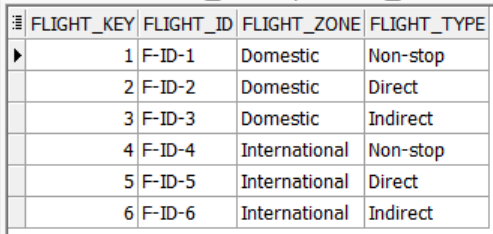 FLIGHT_KEY FLIGHT_ID FLIGHT_ZONE FLIGHT_TYPE
1 F-ID-1 Domestic Non-stop
2 F-ID-2 Domestic Direct
3 F-ID-3 Domestic Indirect
4 F-ID-4 International Non-stop
5 F-ID-5 International Direct
6 F-ID-6 International Indirect